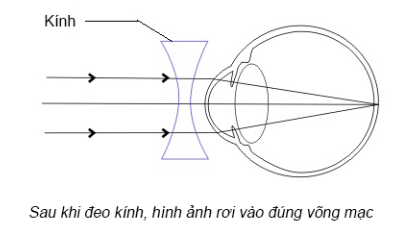 Kính
Sau khi đeo kính, hình ảnh rơi vào đúng võng mạc